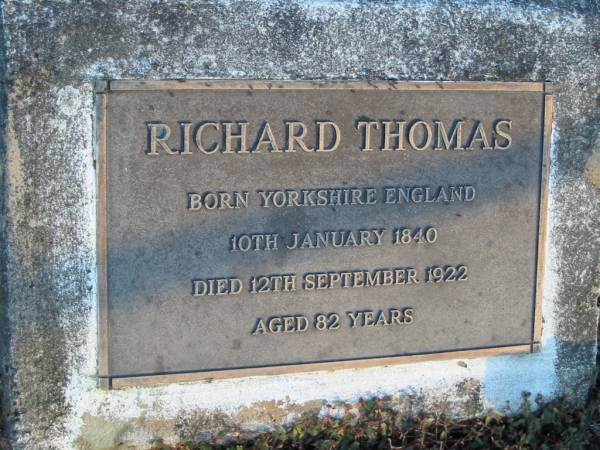 RICHARD THOMAS
BORN YORKSHIRE ENGLAND
10TH JANUARY 1840
DIED 12TH SEPTEMBER 1922
AGED 82 YEARS